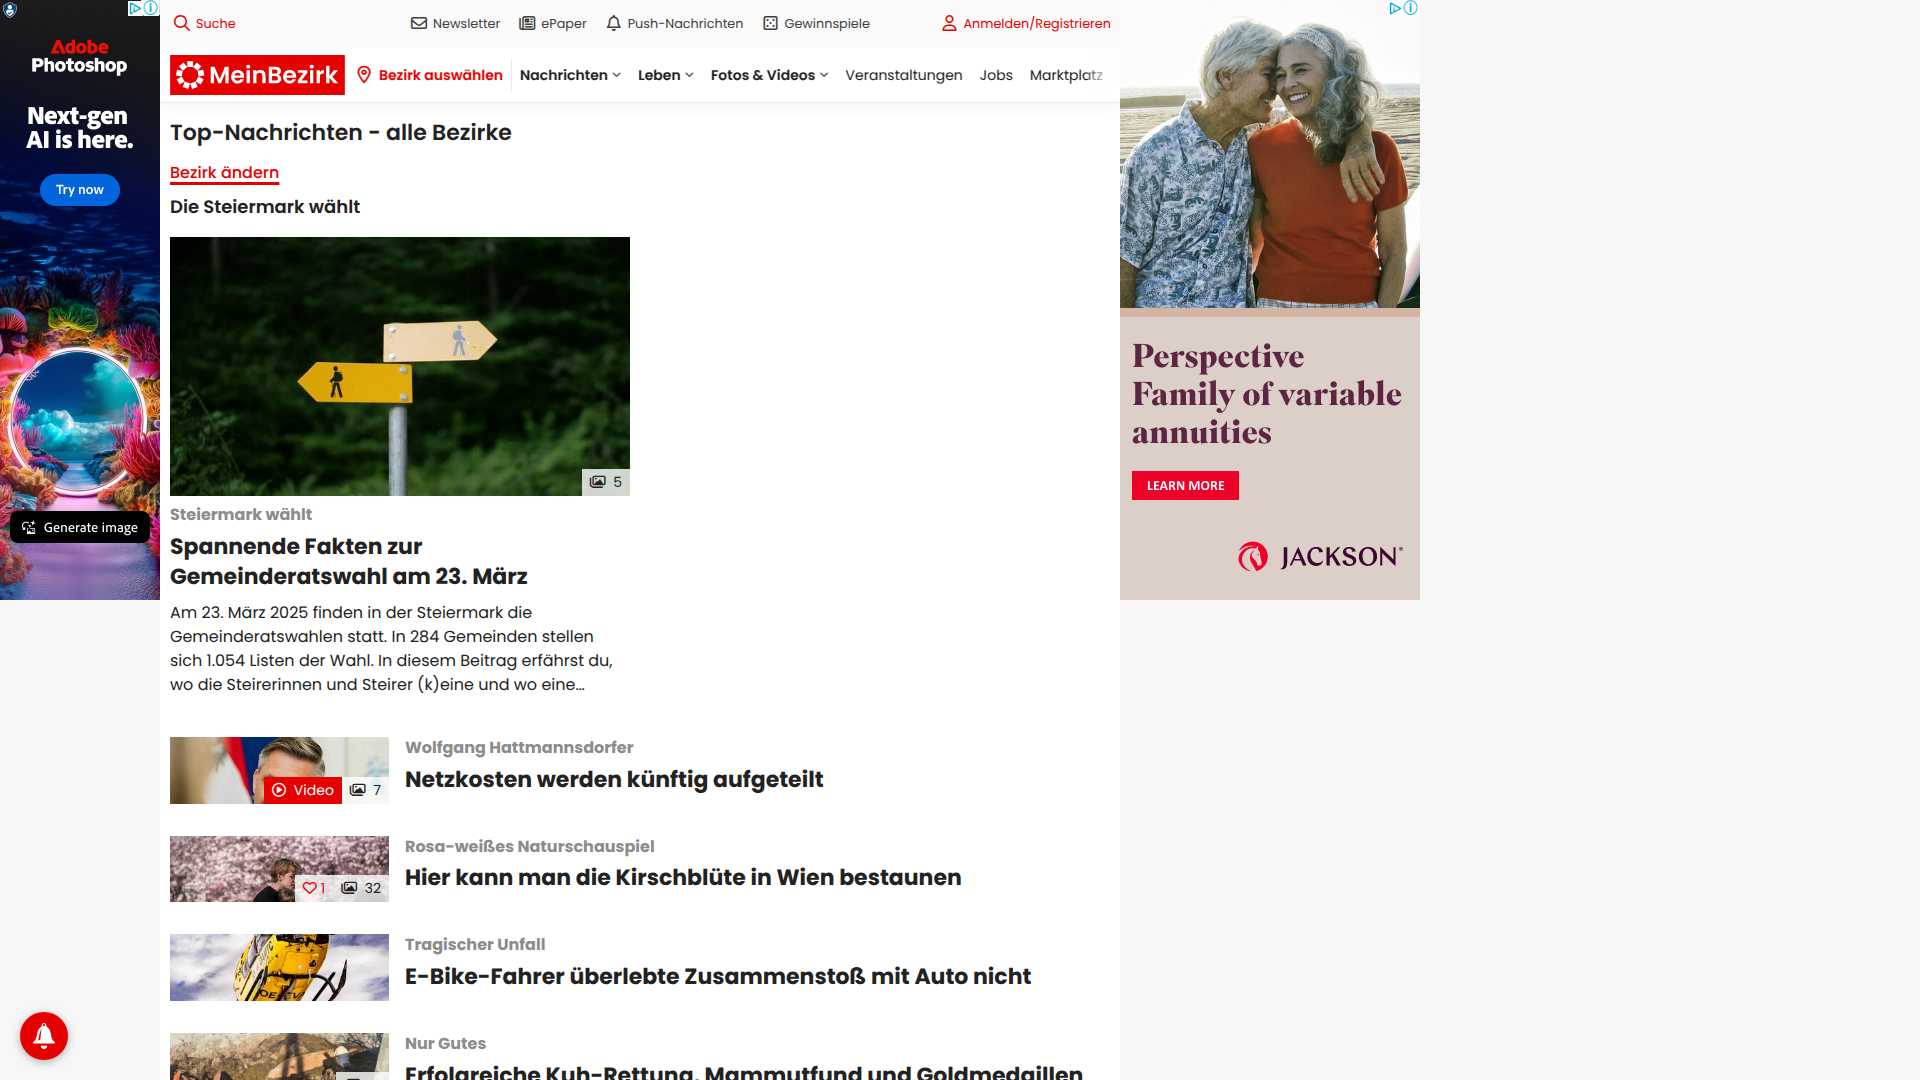 Adobe
Photoshop
Next-gen
AI is here.
Try now
Generate image
Suche
Newsletter
ePaper
Push-Nachrichten
Gewinnspiele
Anmelden/Registrieren
MeinBezirk
Bezirk auswählen
Nachrichten
Leben
Fotos & Videos
Veranstaltungen
Jobs
Marktplatz
Top-Nachrichten - alle Bezirke
Bezirk ändern
Die Steiermark wählt
5
Steiermark wählt
Spannende Fakten zur
Gemeinderatswahl am 23. März
Am 23. März 2025 finden in der Steiermark die
Gemeinderatswahlen statt. In 284 Gemeinden stellen
sich 1.054 Listen der Wahl. In diesem Beitrag erfährst du,
wo die Steirerinnen und Steirer (k)eine und wo eine...
Video
7
Wolfgang Hattmannsdorfer
Netzkosten werden künftig aufgeteilt
1
32
Rosa-weißes Naturschauspiel
Hier kann man die Kirschblüte in Wien bestaunen
Tragischer Unfall
E-Bike-Fahrer überlebte Zusammenstoß mit Auto nicht
Nur Gutes
Erfolgreiche Kuh-Rettung, Mammutfund und Goldmedaillen
Perspective
Family of variable
annuities
LEARN MORE
JACKSON®